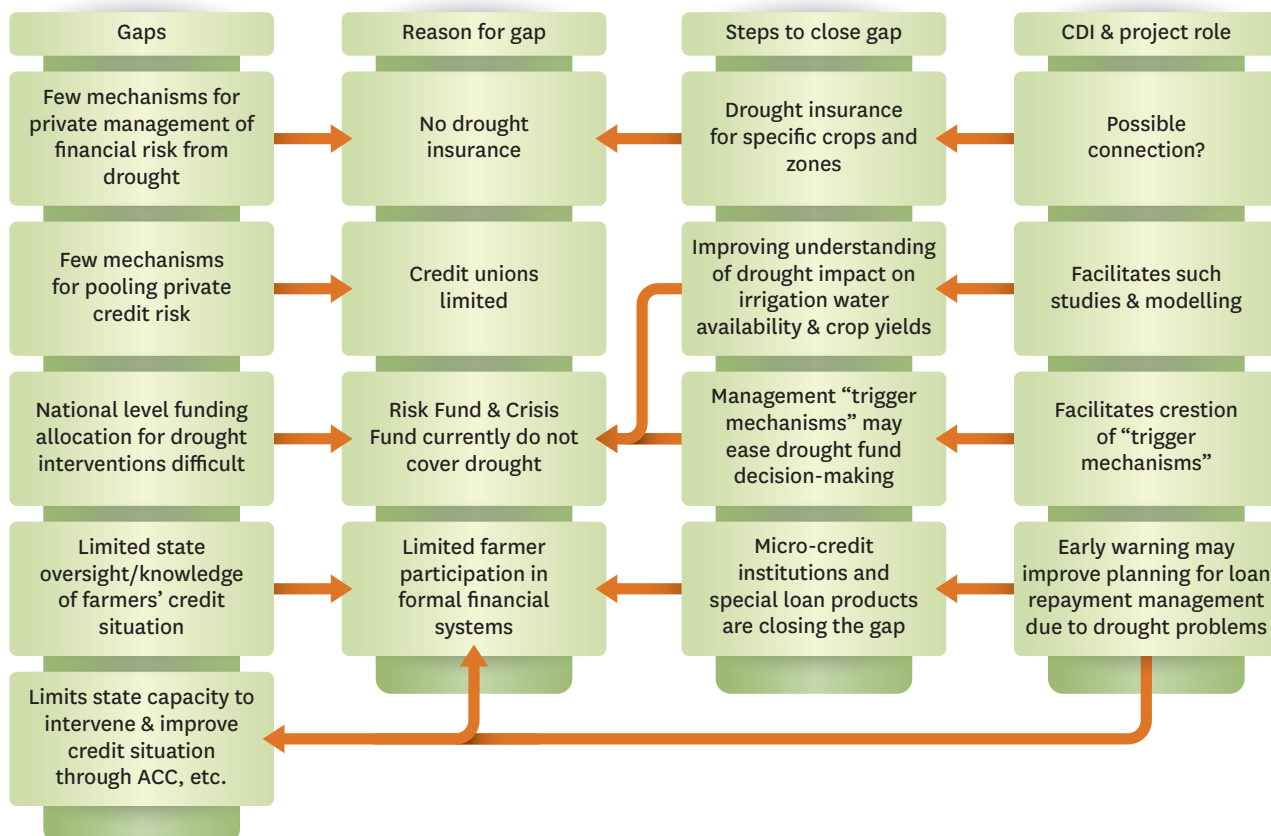 Gaps
Reason for gap
Steps to close gap
CDI & project role
Few mechanisms for
private management of
financial risk from
drought
No drought
insurance
Drought insurance
for specific crops and
zones
Possible
connection?
Few mechanisms
for pooling private
credit risk
Credit unions
limited
Improving understanding
of drought impact on
irrigation water
availability & crop yields
Facilitates such
studies & modelling
National level funding
allocation for drought
interventions difficult
Risk Fund & Crisis
Fund currently do not
cover drought
Management “trigger
mechanisms” may
ease drought fund
decision-making
Facilitates crestion
of “trigger
mechanisms”
Limited state
oversight/knowledge
of farmers’ credit
situation
Limited farmer
participation in
formal financial
systems
Micro-credit
institutions and
special loan products
are closing the gap
Early warning may
improve planning for loan
repayment management
due to drought problems
Limits state capacity to
intervene & improve
credit situation
through ACC, etc.